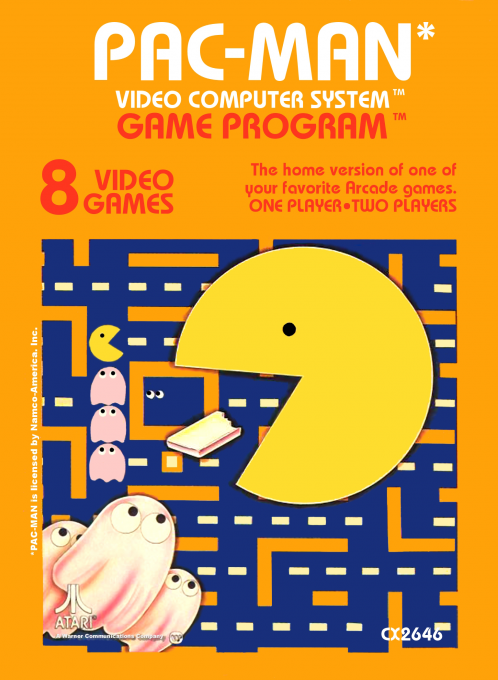 PAC-MAN*
VIDEO COMPUTER SYSTEM™
GAME PROGRAM™
8 VIDEO GAMES
The home version of one of
your favorite Arcade games.
ONE PLAYER•TWO PLAYERS
*PAC-MAN is licensed by Namco-America, Inc.
ATARI®
A Warner Communications Company
CX2646